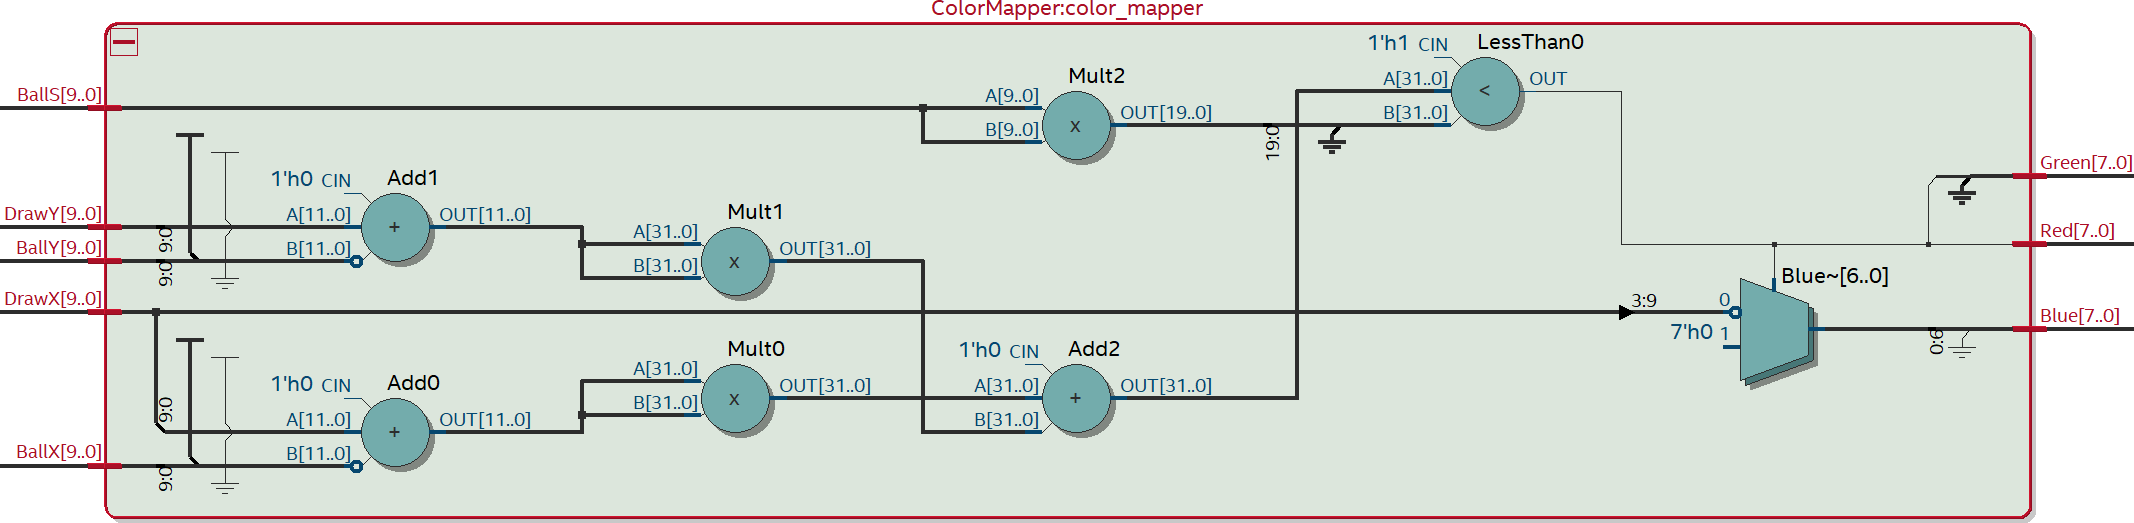 ColorMapper:color_mapper
1'h1 CIN
LessThan0
Mult2
A[31..0]
OUT
<
BallS[9..0]
A[9..0]
OUT[19..0]
B[31..0]
B[9..0]
x
19:0
Green[7..0]
1'h0 CIN
Add1
DrawY[9..0]
A[11..0]
OUT[11..0]
Mult1
9:0
+
A[31..0]
Red[7..0]
BallY[9..0]
B[11..0]
OUT[31..0]
9:0
B[31..0]
x
Blue~[6..0]
DrawX[9..0]
3:9
0
Blue[7..0]
7'h0 1
0:6
Mult0
1'h0 CIN
Add2
A[31..0]
1'h0 CIN
Add0
OUT[31..0]
A[31..0]
OUT[31..0]
9:0
B[31..0]
x
+
A[11..0]
OUT[11..0]
B[31..0]
+
BallX[9..0]
B[11..0]
9:0